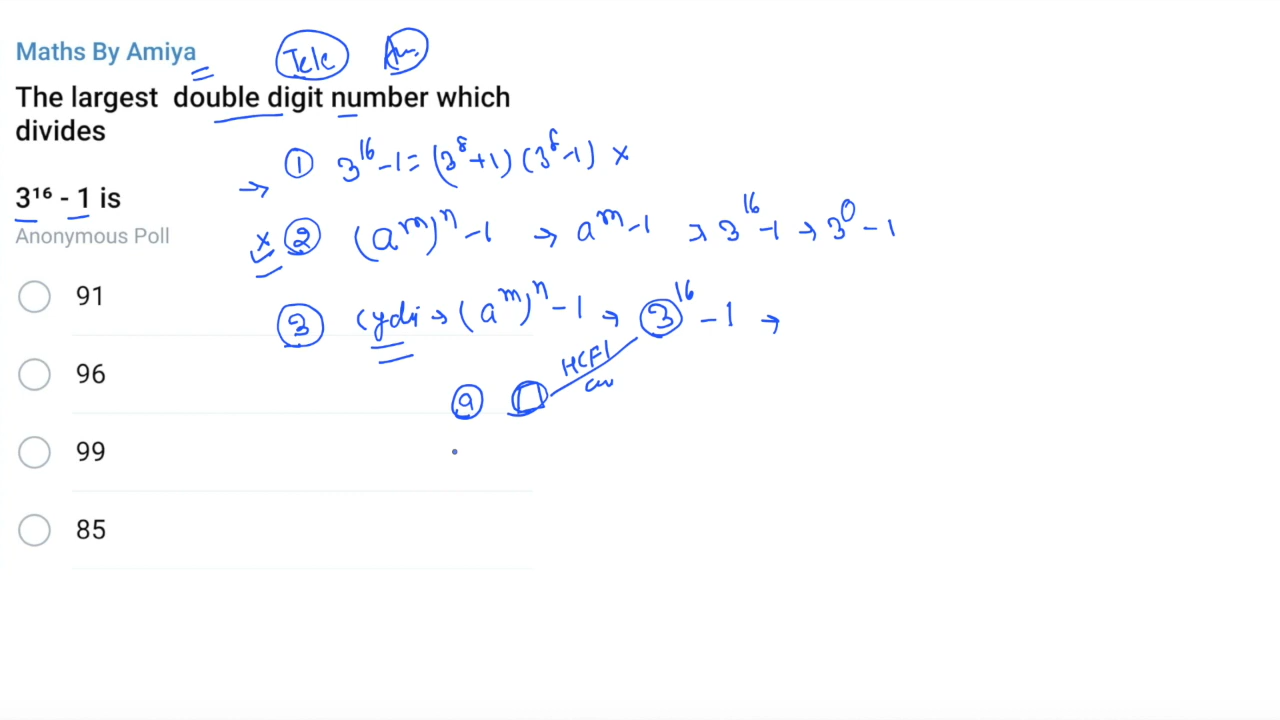 Maths By Amiya
Tele
The largest double digit number which
divides
① 3¹⁶-1 = (3⁸+1) (3⁸-1) ×
3¹⁶ - 1 is
Anonymous Poll
× ② (aᵐ)ⁿ -1 → aᵐ-1 → 3¹⁶-1 → 3⁰-1
91
③ → (aᵐ)ⁿ -1 → 3¹⁶ -1 →
96
ⓐ □ HCF 1
99
85